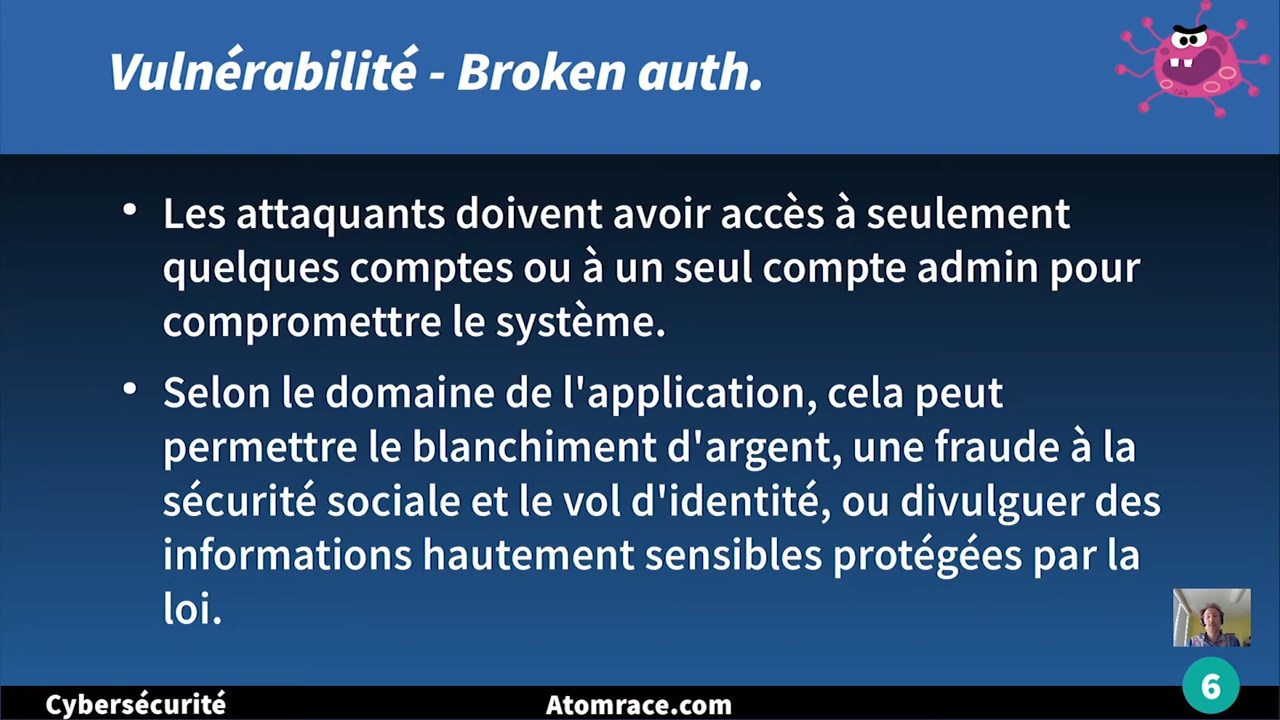 Vulnérabilité - Broken auth.
• Les attaquants doivent avoir accès à seulement
quelques comptes ou à un seul compte admin pour
compromettre le système.
• Selon le domaine de l'application, cela peut
permettre le blanchiment d'argent, une fraude à la
sécurité sociale et le vol d'identité, ou divulguer des
informations hautement sensibles protégées par la
loi.
6
Cybersécurité
Atomrace.com